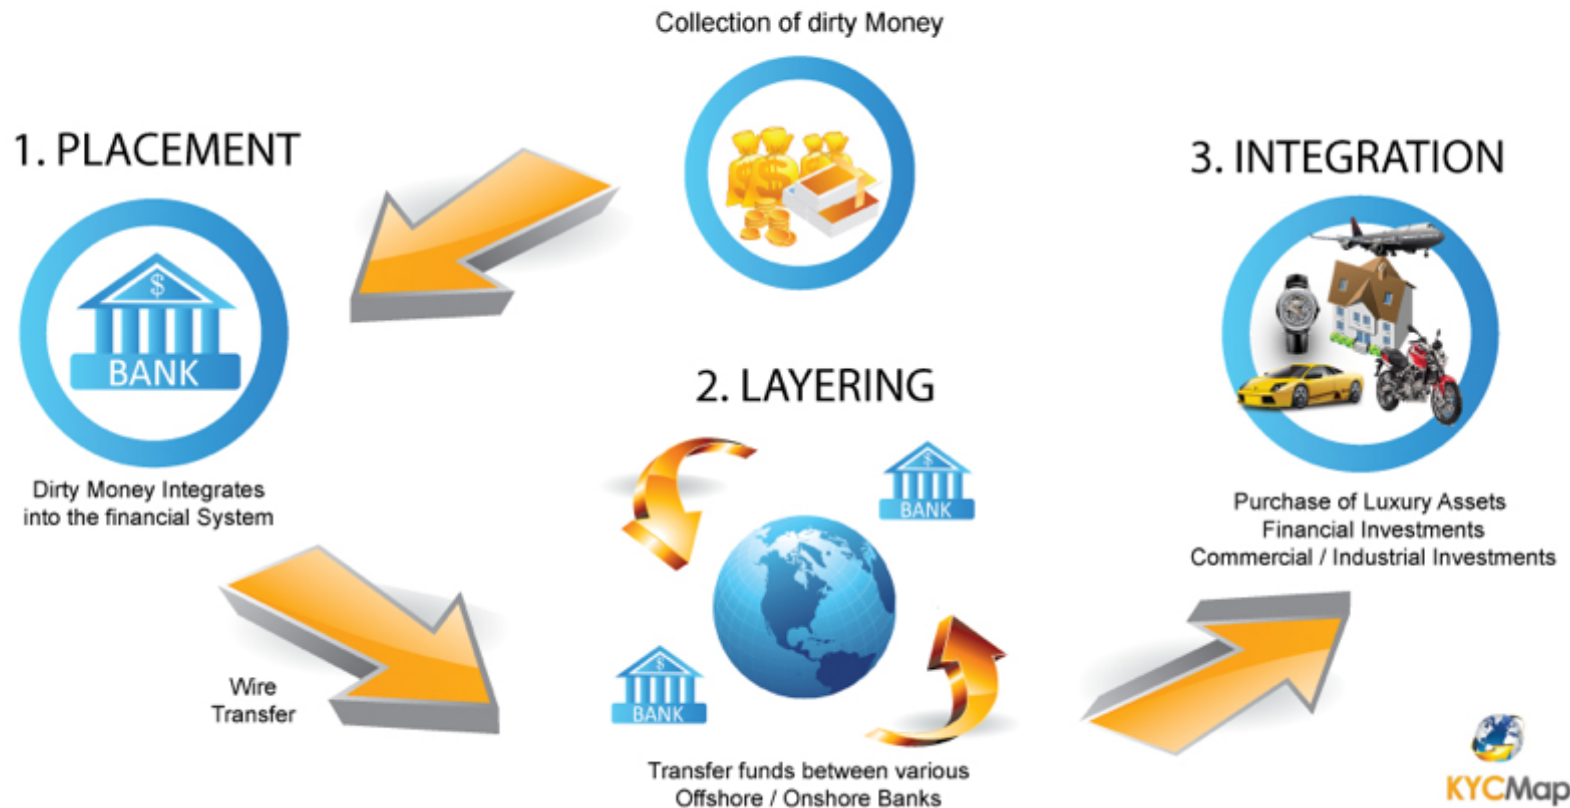 Collection of dirty Money
1. PLACEMENT
$
BANK
Dirty Money Integrates
into the financial System
Wire
Transfer
2. LAYERING
$
BANK
$
BANK
Transfer funds between various
Offshore / Onshore Banks
3. INTEGRATION
Purchase of Luxury Assets
Financial Investments
Commercial / Industrial Investments
KYCMap